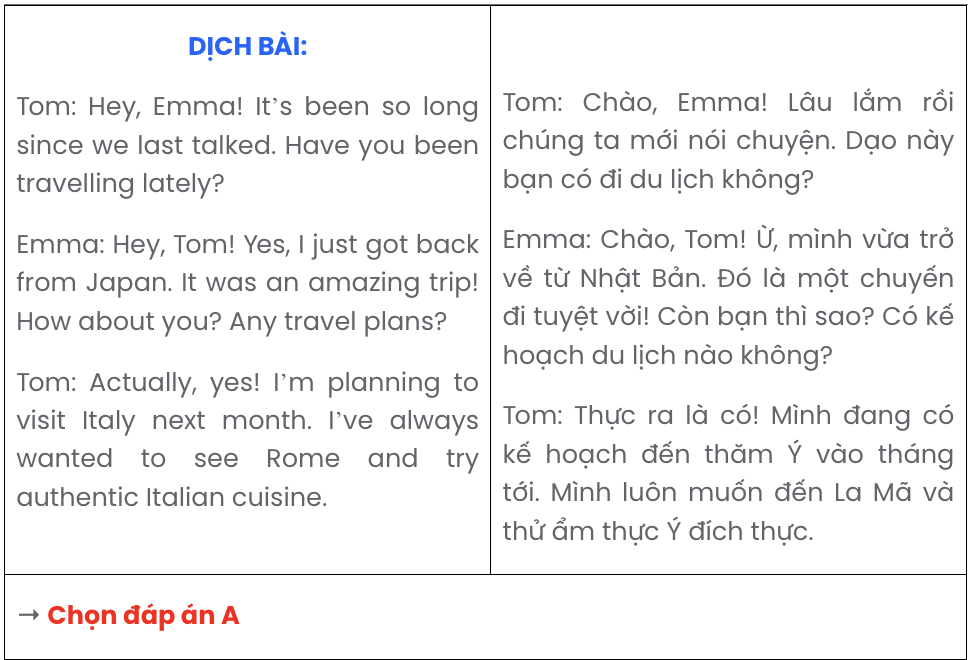 DỊCH BÀI:
Tom: Hey, Emma! It’s been so long
since we last talked. Have you been
travelling lately?
Emma: Hey, Tom! Yes, I just got back
from Japan. It was an amazing trip!
How about you? Any travel plans?
Tom: Actually, yes! I’m planning to
visit Italy next month. I’ve always
wanted to see Rome and try
authentic Italian cuisine.
Tom: Chào, Emma! Lâu lắm rồi
chúng ta mới nói chuyện. Dạo này
bạn có đi du lịch không?
Emma: Chào, Tom! Ừ, mình vừa trở
về từ Nhật Bản. Đó là một chuyến
đi tuyệt vời! Còn bạn thì sao? Có kế
hoạch du lịch nào không?
Tom: Thực ra là có! Mình đang có
kế hoạch đến thăm Ý vào tháng
tới. Mình luôn muốn đến La Mã và
thử ẩm thực Ý đích thực.
→ Chọn đáp án A